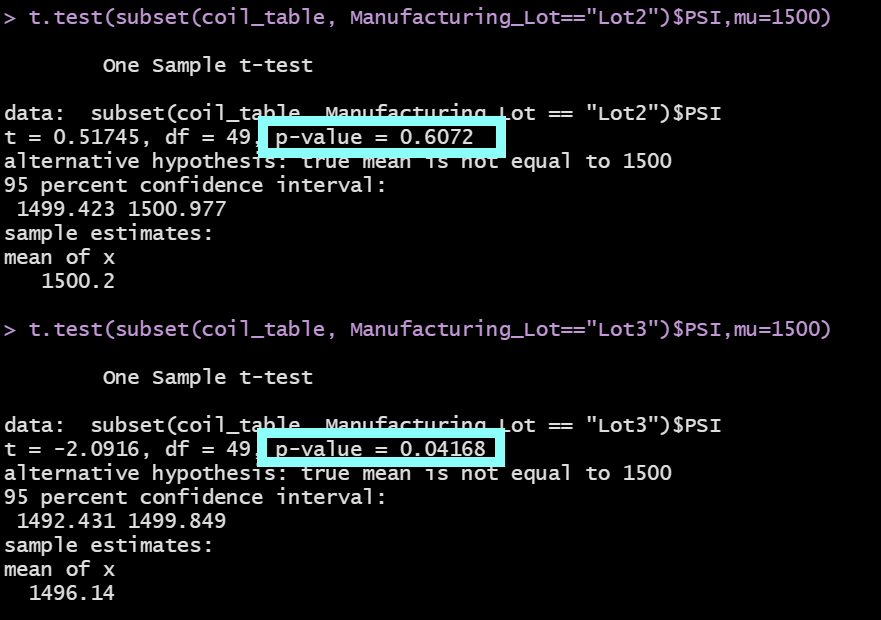 > t.test(subset(coil_table, Manufacturing_Lot=="Lot2")$PSI,mu=1500)
One Sample t-test
data:  subset(coil_table, Manufacturing_Lot == "Lot2")$PSI
t = 0.51745, df = 49, p-value = 0.6072
alternative hypothesis: true mean is not equal to 1500
95 percent confidence interval:
1499.423 1500.977
sample estimates:
mean of x
1500.2
> t.test(subset(coil_table, Manufacturing_Lot=="Lot3")$PSI,mu=1500)
One Sample t-test
data:  subset(coil_table, Manufacturing_Lot == "Lot3")$PSI
t = -2.0916, df = 49, p-value = 0.04168
alternative hypothesis: true mean is not equal to 1500
95 percent confidence interval:
1492.431 1499.849
sample estimates:
mean of x
1496.14